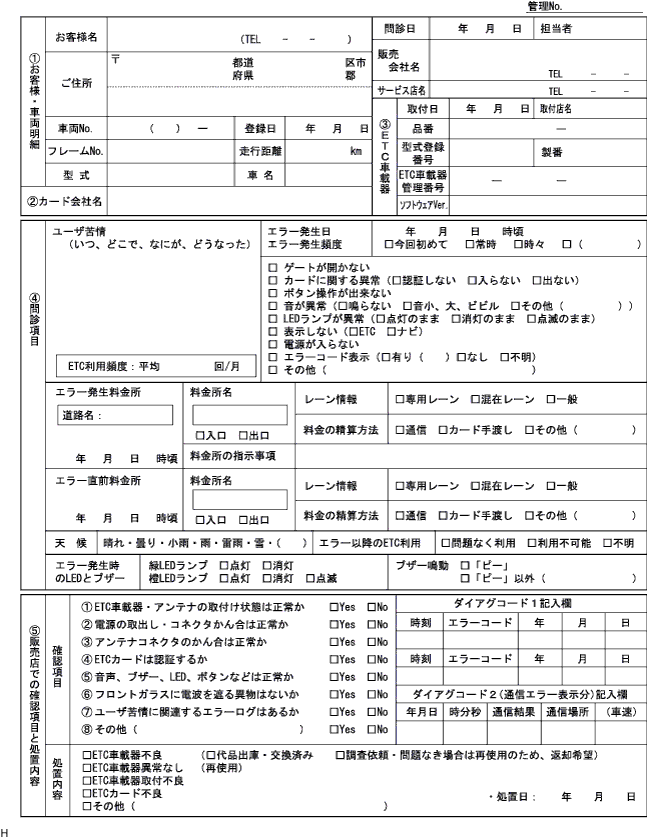 管理No.
①お客様・車両明細
お客様名 (TEL － － )
ご住所 〒 都道府県 区市郡
車両No. ( ) ー 登録日 年 月 日
フレームNo. 走行距離 km
型式 車名
②カード会社名
問診日 年 月 日 担当者
販売会社名 TEL － －
サービス店名 TEL － －
③ETC車載器
取付日 年 月 日 取付店名
品番 ―
型式登録番号 製番
ETC車載器管理番号 ― ―
ソフトウェアVer.
④問診項目
ユーザ苦情
（いつ、どこで、なにが、どうなった）
ETC利用頻度：平均 回/月
エラー発生日 年 月 日 時頃
エラー発生頻度 □今回初めて □常時 □時々 □（ ）
□ ゲートが開かない
□ カードに関する異常（□認証しない □入らない □出ない）
□ ボタン操作が出来ない
□ 音が異常（□鳴らない □音小、大、ビビル □その他（ ））
□ LEDランプが異常（□点灯のまま □消灯のまま □点滅のまま）
□ 表示しない（□ETC □ナビ）
□ 電源が入らない
□ エラーコード表示（□有り（ ）□なし □不明）
□ その他（ ）
エラー発生料金所 料金所名 レーン情報 □専用レーン □混在レーン □一般
道路名：
□入口 □出口 料金の精算方法 □通信 □カード手渡し □その他（ ）
年 月 日 時頃 料金所の指示事項
エラー直前料金所 料金所名 レーン情報 □専用レーン □混在レーン □一般
年 月 日 時頃 □入口 □出口 料金の精算方法 □通信 □カード手渡し □その他（ ）
天 候 晴れ・曇り・小雨・雨・雷雨・雪・（ ） エラー以降のETC利用 □問題なく利用 □利用不可能 □不明
エラー発生時のLEDとブザー 緑LEDランプ □点灯 □消灯
橙LEDランプ □点灯 □消灯 □点滅
ブザー鳴動 □「ピー」
□「ピー」以外（ ）
⑤販売店での確認項目と処置内容
確認項目
①ETC車載器・アンテナの取付け状態は正常か □Yes □No
②電源の取出し・コネクタかん合は正常か □Yes □No
③アンテナコネクタのかん合は正常か □Yes □No
④ETCカードは認証するか □Yes □No
⑤音声、ブザー、LED、ボタンなどは正常か □Yes □No
⑥フロントガラスに電波を遮る異物はないか □Yes □No
⑦ユーザ苦情に関連するエラーログはあるか □Yes □No
⑧その他（ ） □Yes □No
ダイアグコード1記入欄
時刻 エラーコード 年 月 日
時刻 エラーコード 年 月 日
ダイアグコード2（通信エラー表示分）記入欄
年月日 時分秒 通信結果 通信場所 （車速）
処置内容
□ETC車載器不良 （□代品出庫・交換済み □調査依頼・問題なき場合は再使用のため、返却希望）
□ETC車載器異常なし （再使用）
□ETC車載器取付不良
□ETCカード不良
□その他（ ）
・処置日： 年 月 日
H